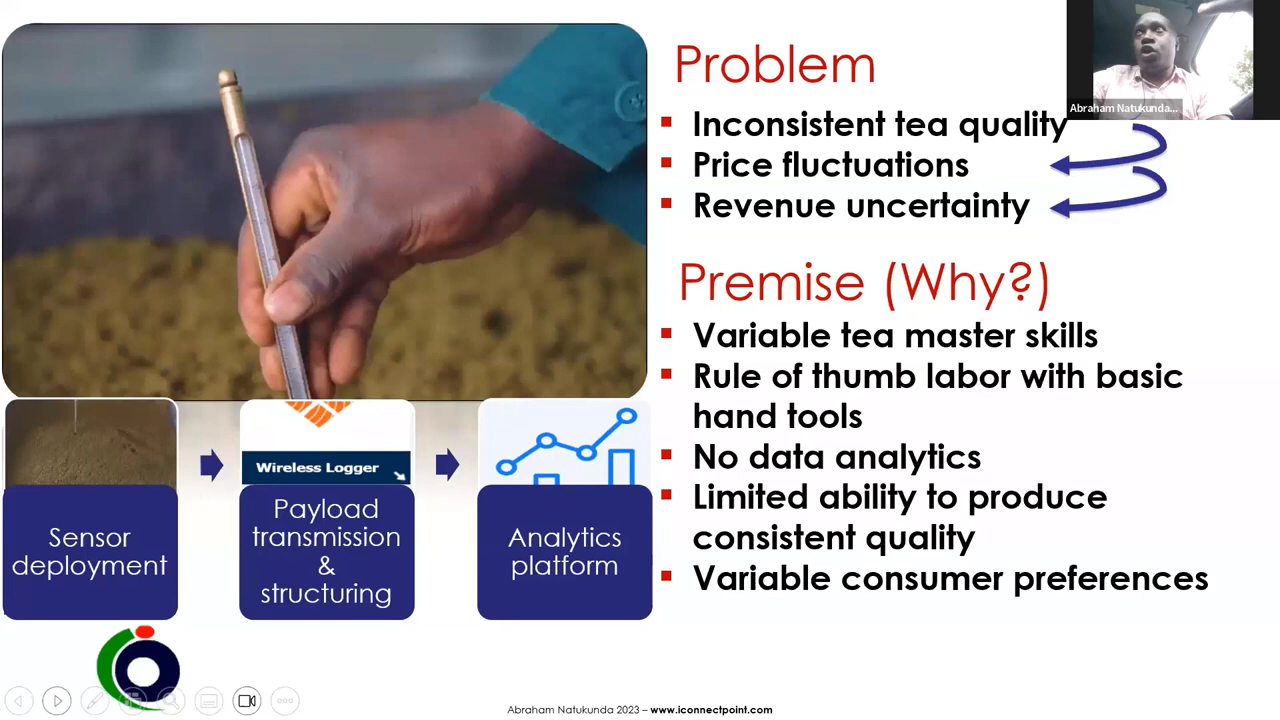 Problem
Abraham Natukunda...
Inconsistent tea quality
Price fluctuations
Revenue uncertainty
Premise (Why?)
Variable tea master skills
Rule of thumb labor with basic
hand tools
No data analytics
Limited ability to produce
consistent quality
Variable consumer preferences
Wireless Logger
Sensor
deployment
Payload
transmission
&
structuring
Analytics
platform
Abraham Natukunda 2023 – www.iconnectpoint.com